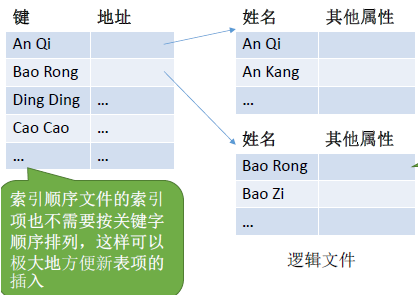 键 地址
An Qi
Bao Rong
Ding Ding ...
Cao Cao ...
... ...
索引顺序文件的索引
项也不需要按关键字
顺序排列，这样可以
极大地方便新表项的
插入
姓名 其他属性
An Qi
An Kang
...
姓名 其他属性
Bao Rong
Bao Zi
...
逻辑文件